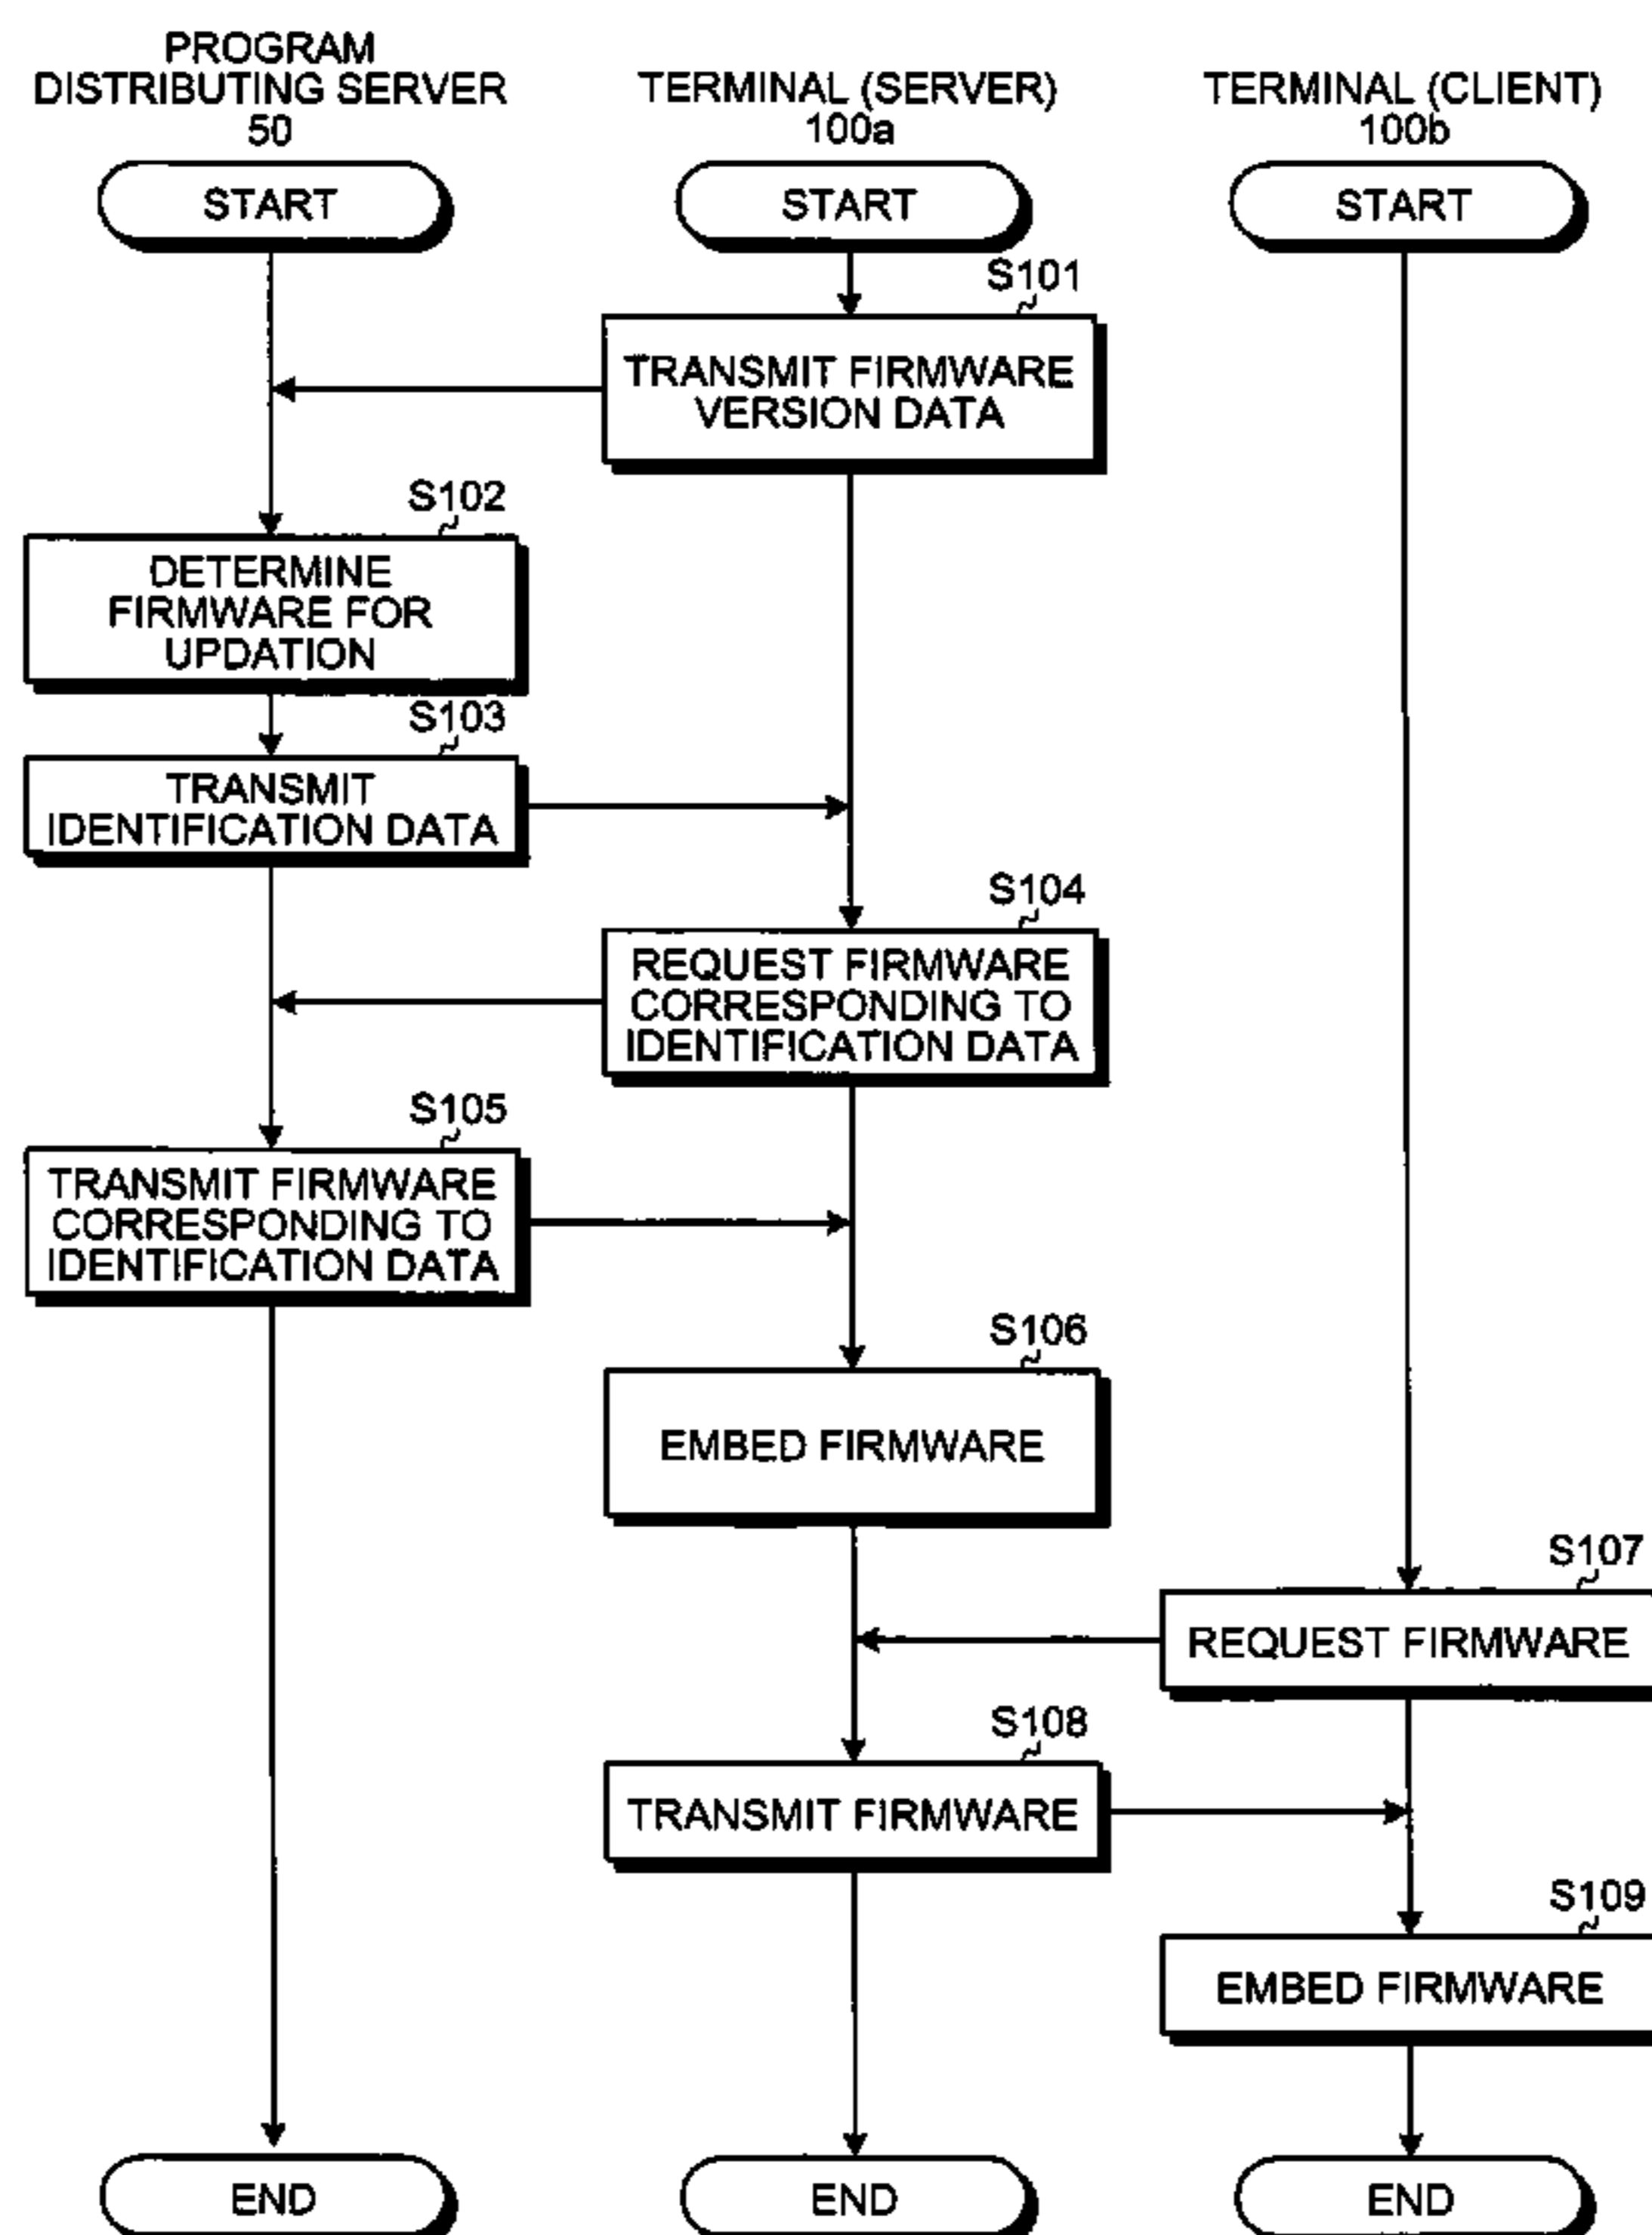 PROGRAM
DISTRIBUTING SERVER
50
TERMINAL (SERVER)
100a
TERMINAL (CLIENT)
100b
START
START
START
S101
TRANSMIT FIRMWARE
VERSION DATA
S102
DETERMINE
FIRMWARE FOR
UPDATION
S103
TRANSMIT
IDENTIFICATION DATA
S104
REQUEST FIRMWARE
CORRESPONDING TO
IDENTIFICATION DATA
S105
TRANSMIT FIRMWARE
CORRESPONDING TO
IDENTIFICATION DATA
S106
EMBED FIRMWARE
S107
REQUEST FIRMWARE
S108
TRANSMIT FIRMWARE
S109
EMBED FIRMWARE
END
END
END